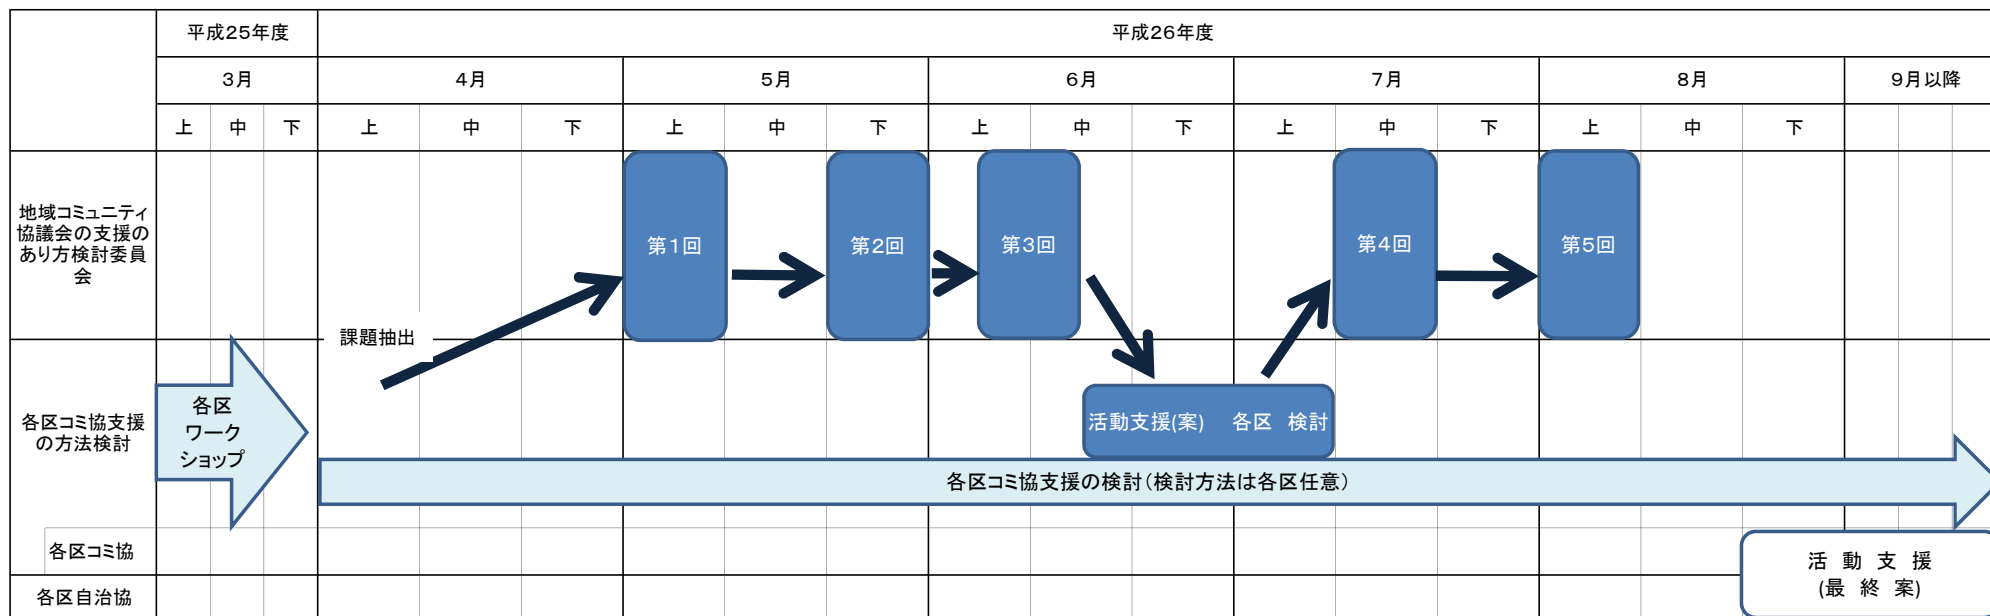 平成25年度
平成26年度
3月
4月
5月
6月
7月
8月
9月以降
上 中 下 上 中 下 上 中 下 上 中 下 上 中 下 上 中 下
地域コミュニティ
協議会の支援の
あり方検討委員
会
第1回
第2回
第3回
第4回
第5回
課題抽出
各区コミ協支援
の方法検討
各区
ワーク
ショップ
活動支援(案) 各区 検討
各区コミ協支援の検討(検討方法は各区任意)
各区コミ協
各区自治協
活 動 支 援
(最 終 案)